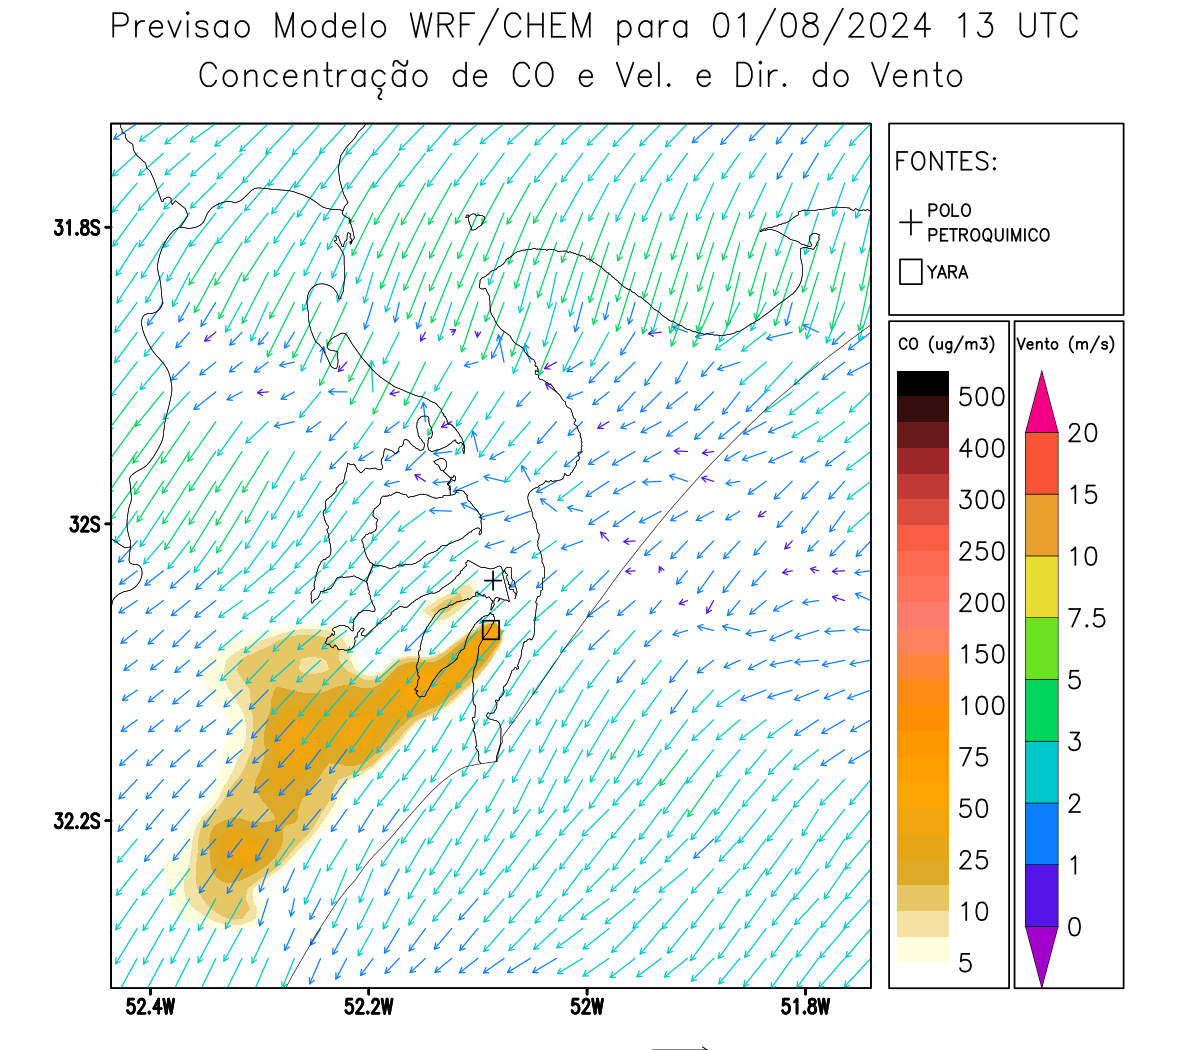 Previsao Modelo WRF/CHEM para 01/08/2024 13 UTC
Concentração de CO e Vel. e Dir. do Vento
FONTES:
POLO
PETROQUIMICO
YARA
CO (ug/m3)
500
400
300
250
200
150
100
75
50
25
10
5
Vento (m/s)
20
15
10
7.5
5
3
2
1
0
31.8S
32S
32.2S
52.4W
52.2W
52W
51.8W